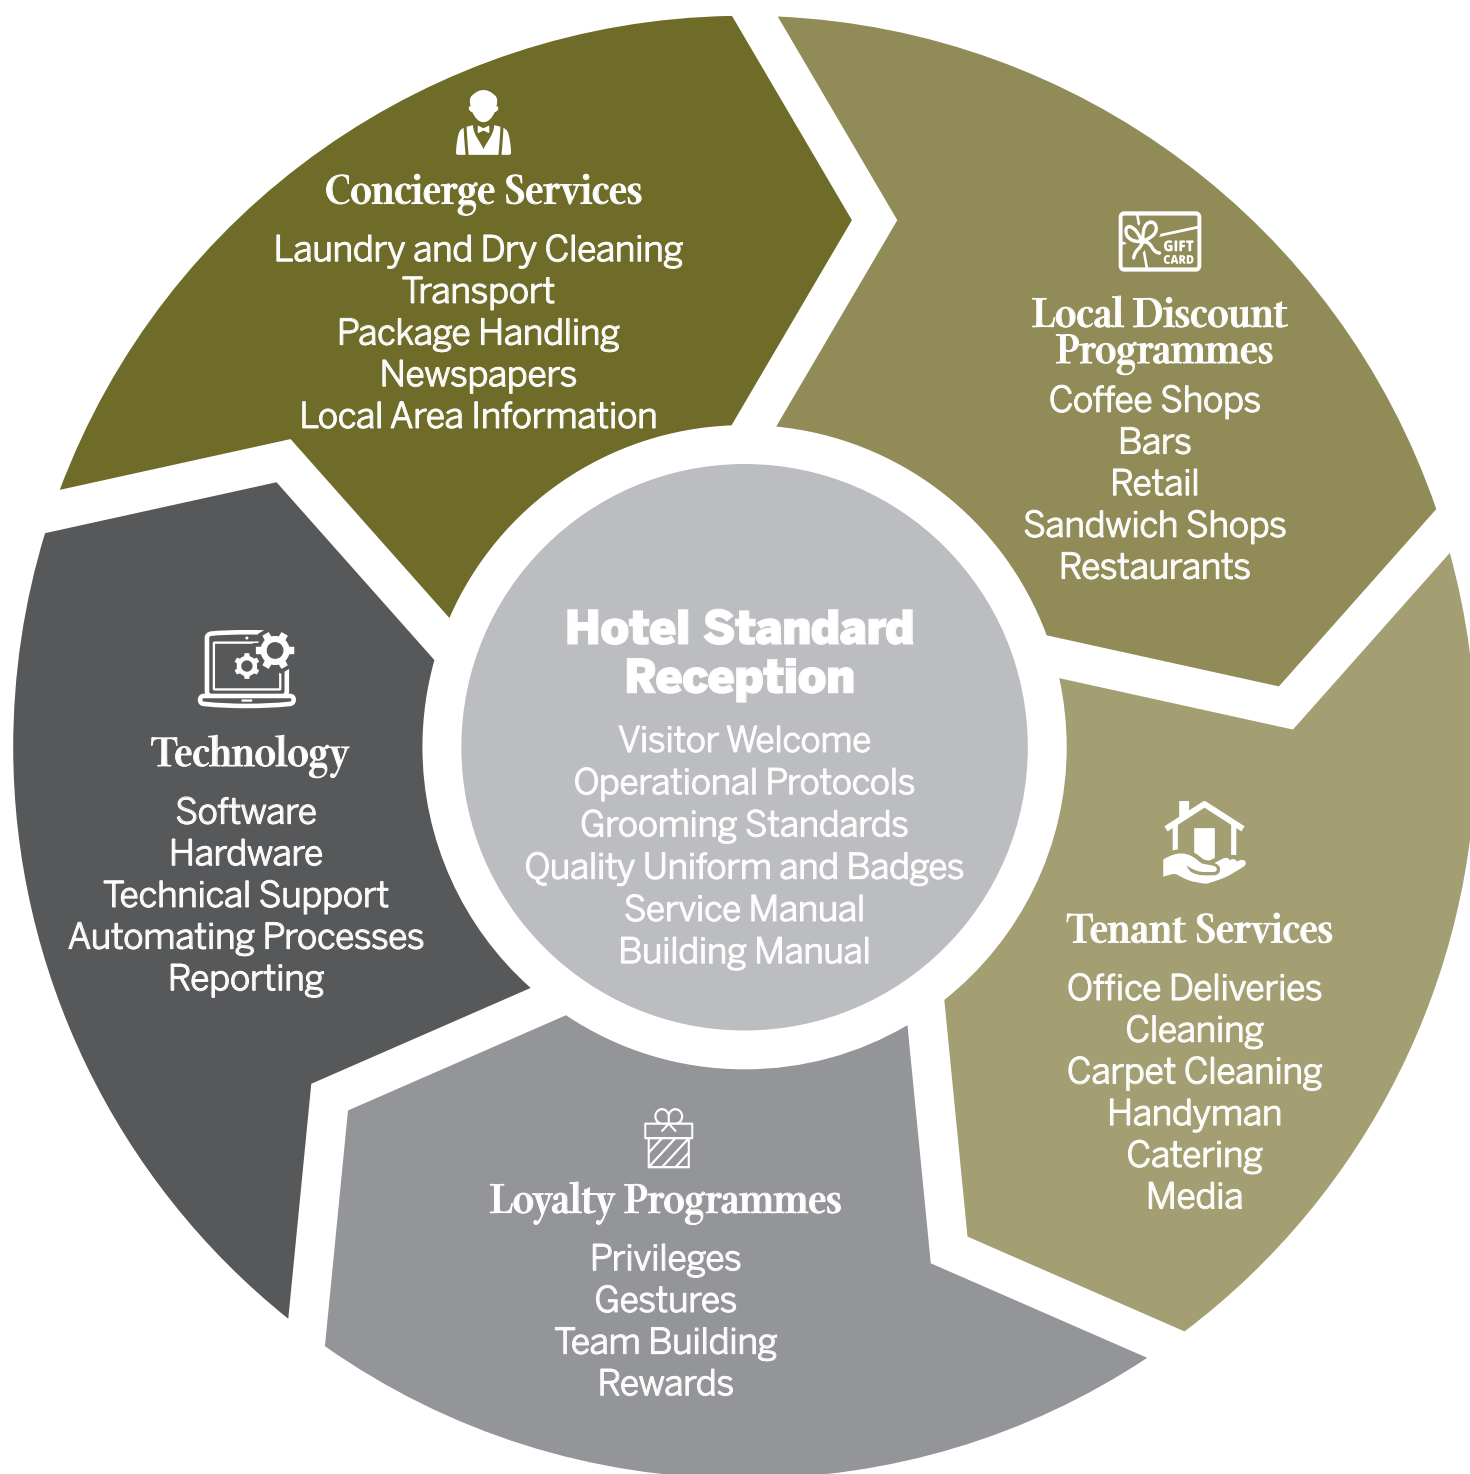 Concierge Services
Laundry and Dry Cleaning
Transport
Package Handling
Newspapers
Local Area Information
GIFT
CARD
Local Discount
Programmes
Coffee Shops
Bars
Retail
Sandwich Shops
Restaurants
Hotel Standard
Reception
Visitor Welcome
Operational Protocols
Grooming Standards
Quality Uniform and Badges
Service Manual
Building Manual
Technology
Software
Hardware
Technical Support
Automating Processes
Reporting
Tenant Services
Office Deliveries
Cleaning
Carpet Cleaning
Handyman
Catering
Media
Loyalty Programmes
Privileges
Gestures
Team Building
Rewards